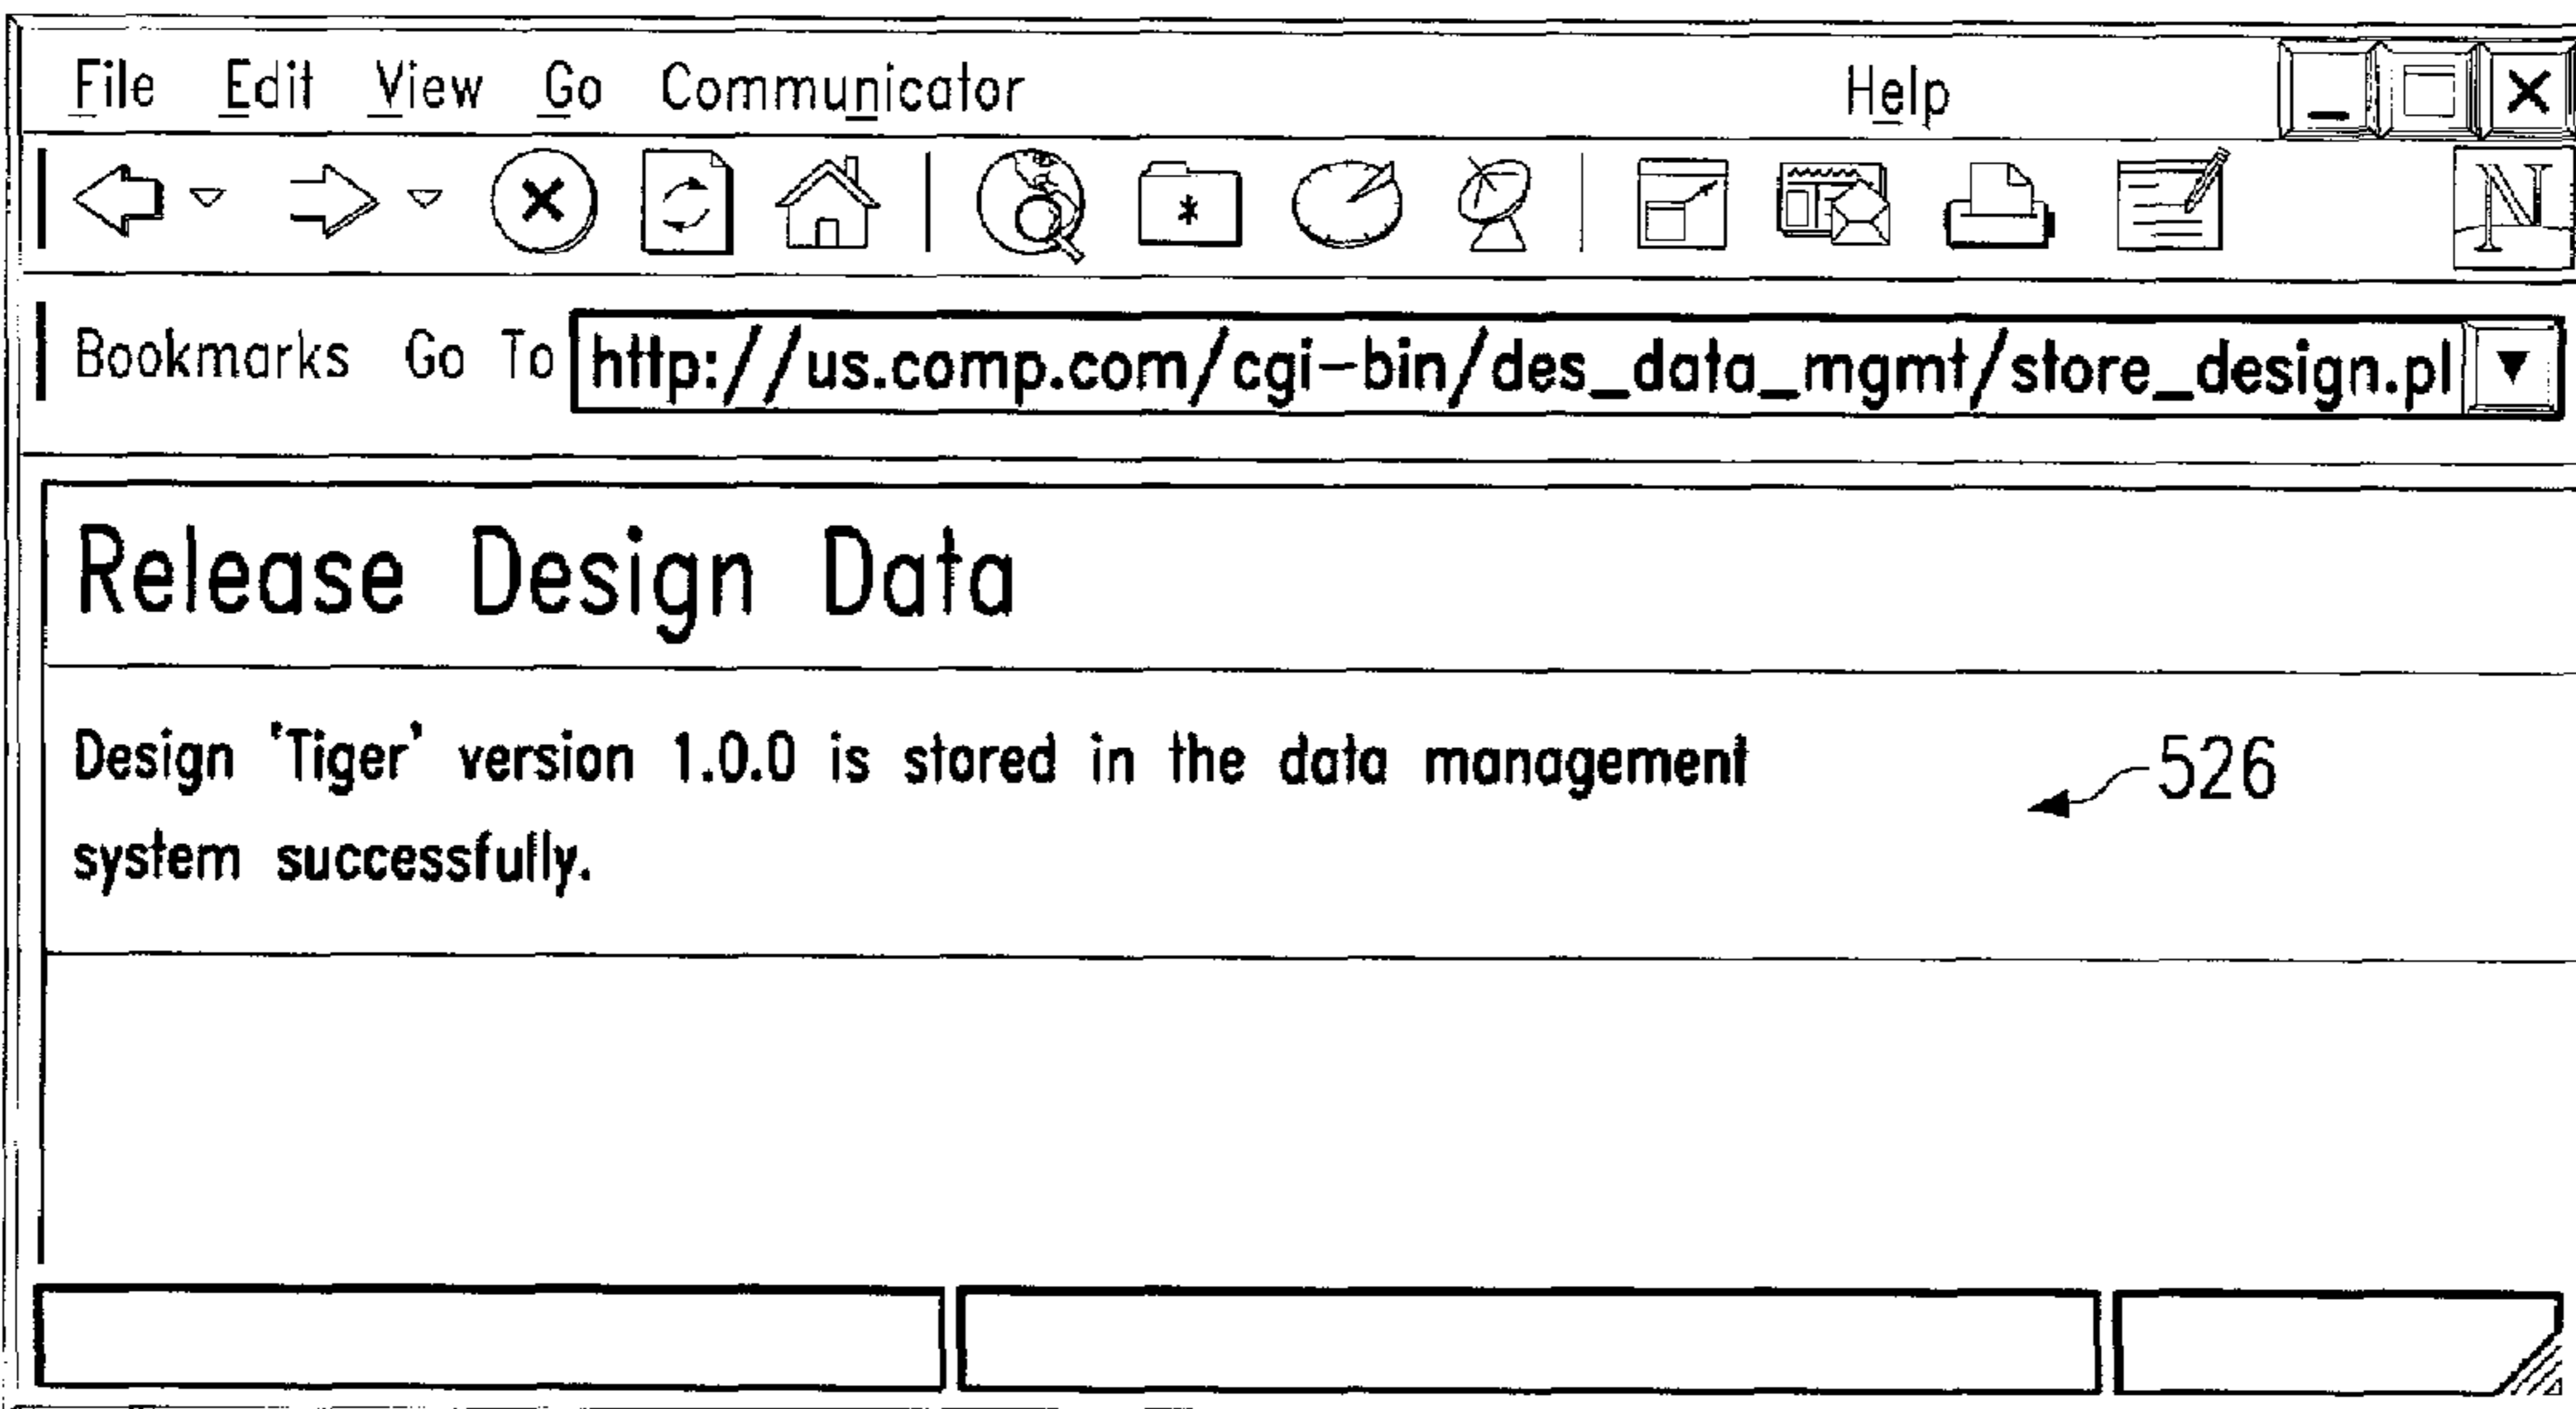 File Edit View Go Communicator Help
N
Bookmarks Go To http://us.comp.com/cgi-bin/des_data_mgmt/store_design.pl
Release Design Data
Design 'Tiger' version 1.0.0 is stored in the data management
526
system successfully.